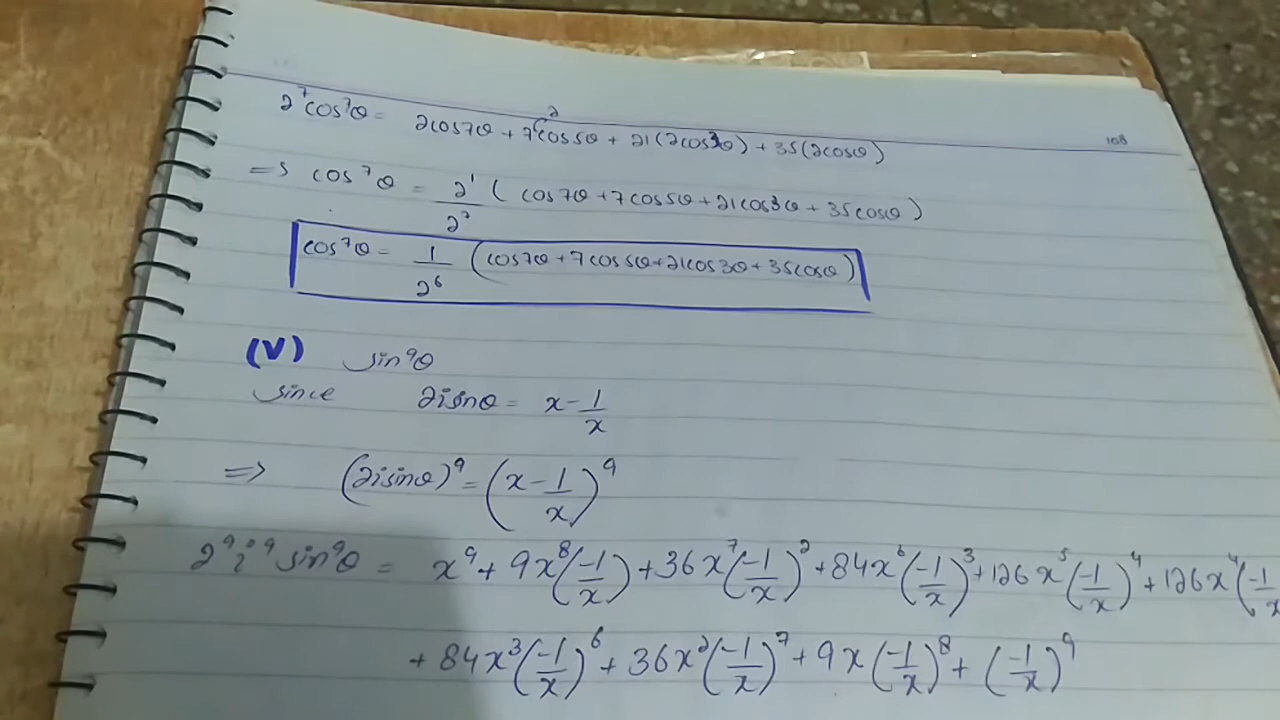 2⁷cos⁷θ = 2cos7θ + 7(2cos5θ + 21(2cos3θ) + 35(2cosθ)
108
=> cos⁷θ = 2¹/2⁷ ( cos7θ + 7cos5θ + 21cos3θ + 35cosθ)
cos⁷θ = 1/2⁶ (cos7θ + 7cos5θ + 21cos3θ + 35cosθ)
(V) sin⁹θ
since 2isnθ = x - 1/x
=> (2isinθ)⁹ = (x - 1/x)⁹
2⁹i⁹ sin⁹θ = x⁹ + 9x⁸(-1/x) + 36x⁷(-1/x)² + 84x⁶(-1/x)³ + 126x⁵(-1/x)⁴ + 126x⁴(-1/x
+ 84x³(-1/x)⁶ + 36x²(-1/x)⁷ + 9x(-1/x)⁸ + (-1/x)⁹